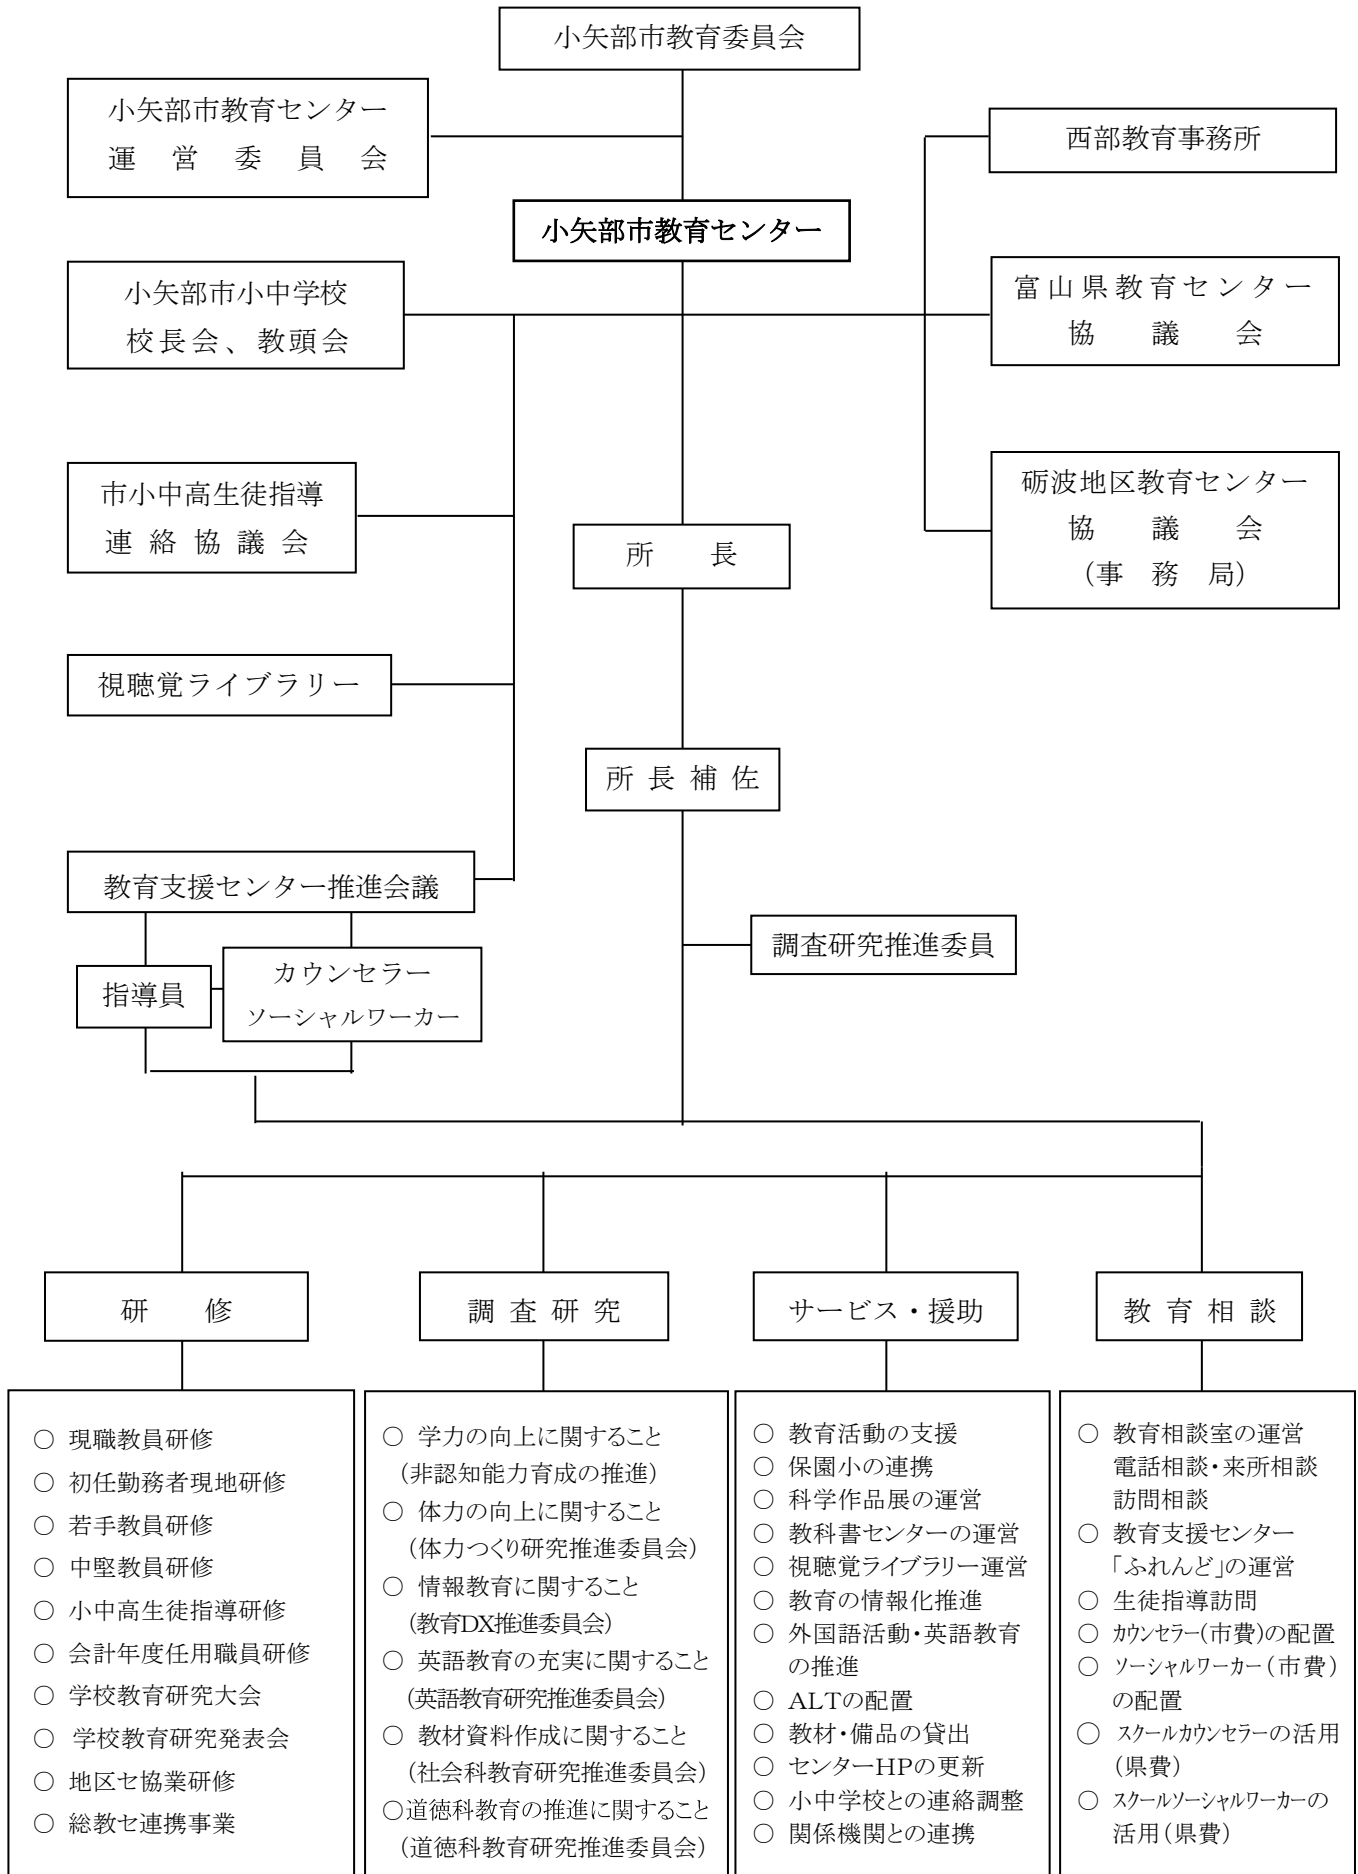 小矢部市教育委員会
小矢部市教育センター
運営委員会
西部教育事務所
小矢部市教育センター
小矢部市小中学校
校長会、教頭会
富山県教育センター
協議会
市小中高生徒指導
連絡協議会
砺波地区教育センター
協議会
(事務局)
所長
視聴覚ライブラリー
所長補佐
教育支援センター推進会議
調査研究推進委員
指導員
カウンセラー
ソーシャルワーカー
研修
○ 現職教員研修
○ 初任勤務者現地研修
○ 若手教員研修
○ 中堅教員研修
○ 小中高生徒指導研修
○ 会計年度任用職員研修
○ 学校教育研究大会
○ 学校教育研究発表会
○ 地区セ協業研修
○ 総教セ連携事業
調査研究
○ 学力の向上に関すること
(非認知能力育成の推進)
○ 体力の向上に関すること
(体力つくり研究推進委員会)
○ 情報教育に関すること
(教育DX推進委員会)
○ 英語教育の充実に関すること
(英語教育研究推進委員会)
○ 教材資料作成に関すること
(社会科教育研究推進委員会)
○道徳科教育の推進に関すること
(道徳科教育研究推進委員会)
サービス・援助
○ 教育活動の支援
○ 保園小の連携
○ 科学作品展の運営
○ 教科書センターの運営
○ 視聴覚ライブラリー運営
○ 教育の情報化推進
○ 外国語活動・英語教育
の推進
○ ALTの配置
○ 教材・備品の貸出
○ センターHPの更新
○ 小中学校との連絡調整
○ 関係機関との連携
教育相談
○ 教育相談室の運営
電話相談・来所相談
訪問相談
○ 教育支援センター
「ふれんど」の運営
○ 生徒指導訪問
○ カウンセラー(市費)の配置
○ ソーシャルワーカー(市費)
の配置
○ スクールカウンセラーの活用
(県費)
○ スクールソーシャルワーカーの
活用(県費)